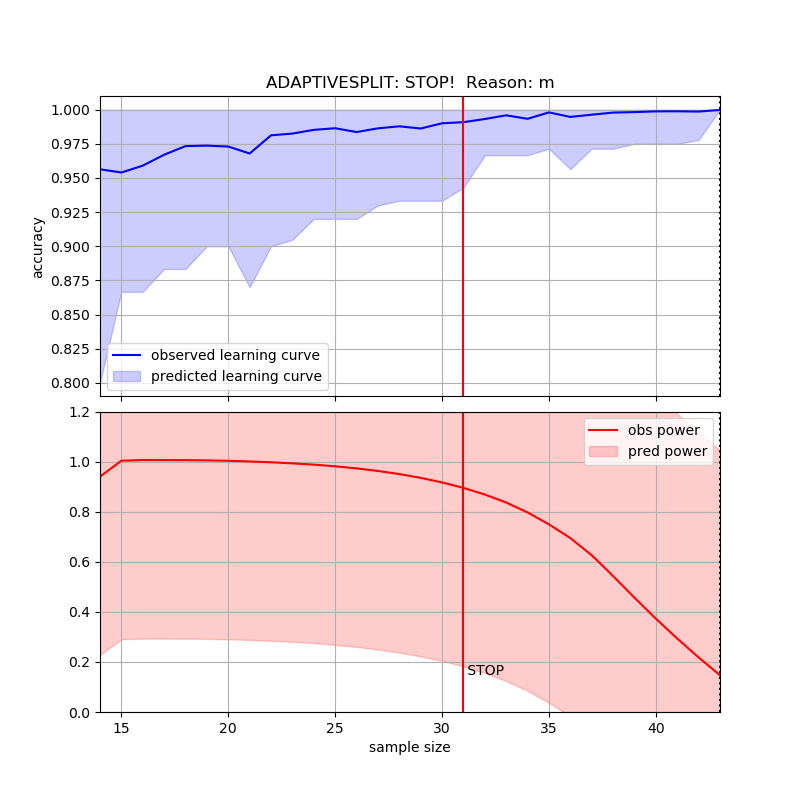 ADAPTIVESPLIT: STOP!  Reason: m
1.000
0.975
0.950
0.925
0.900
0.875
0.850
0.825
0.800
accuracy
observed learning curve
predicted learning curve
1.2
1.0
0.8
0.6
0.4
0.2
0.0
obs power
pred power
STOP
15 20 25 30 35 40
sample size